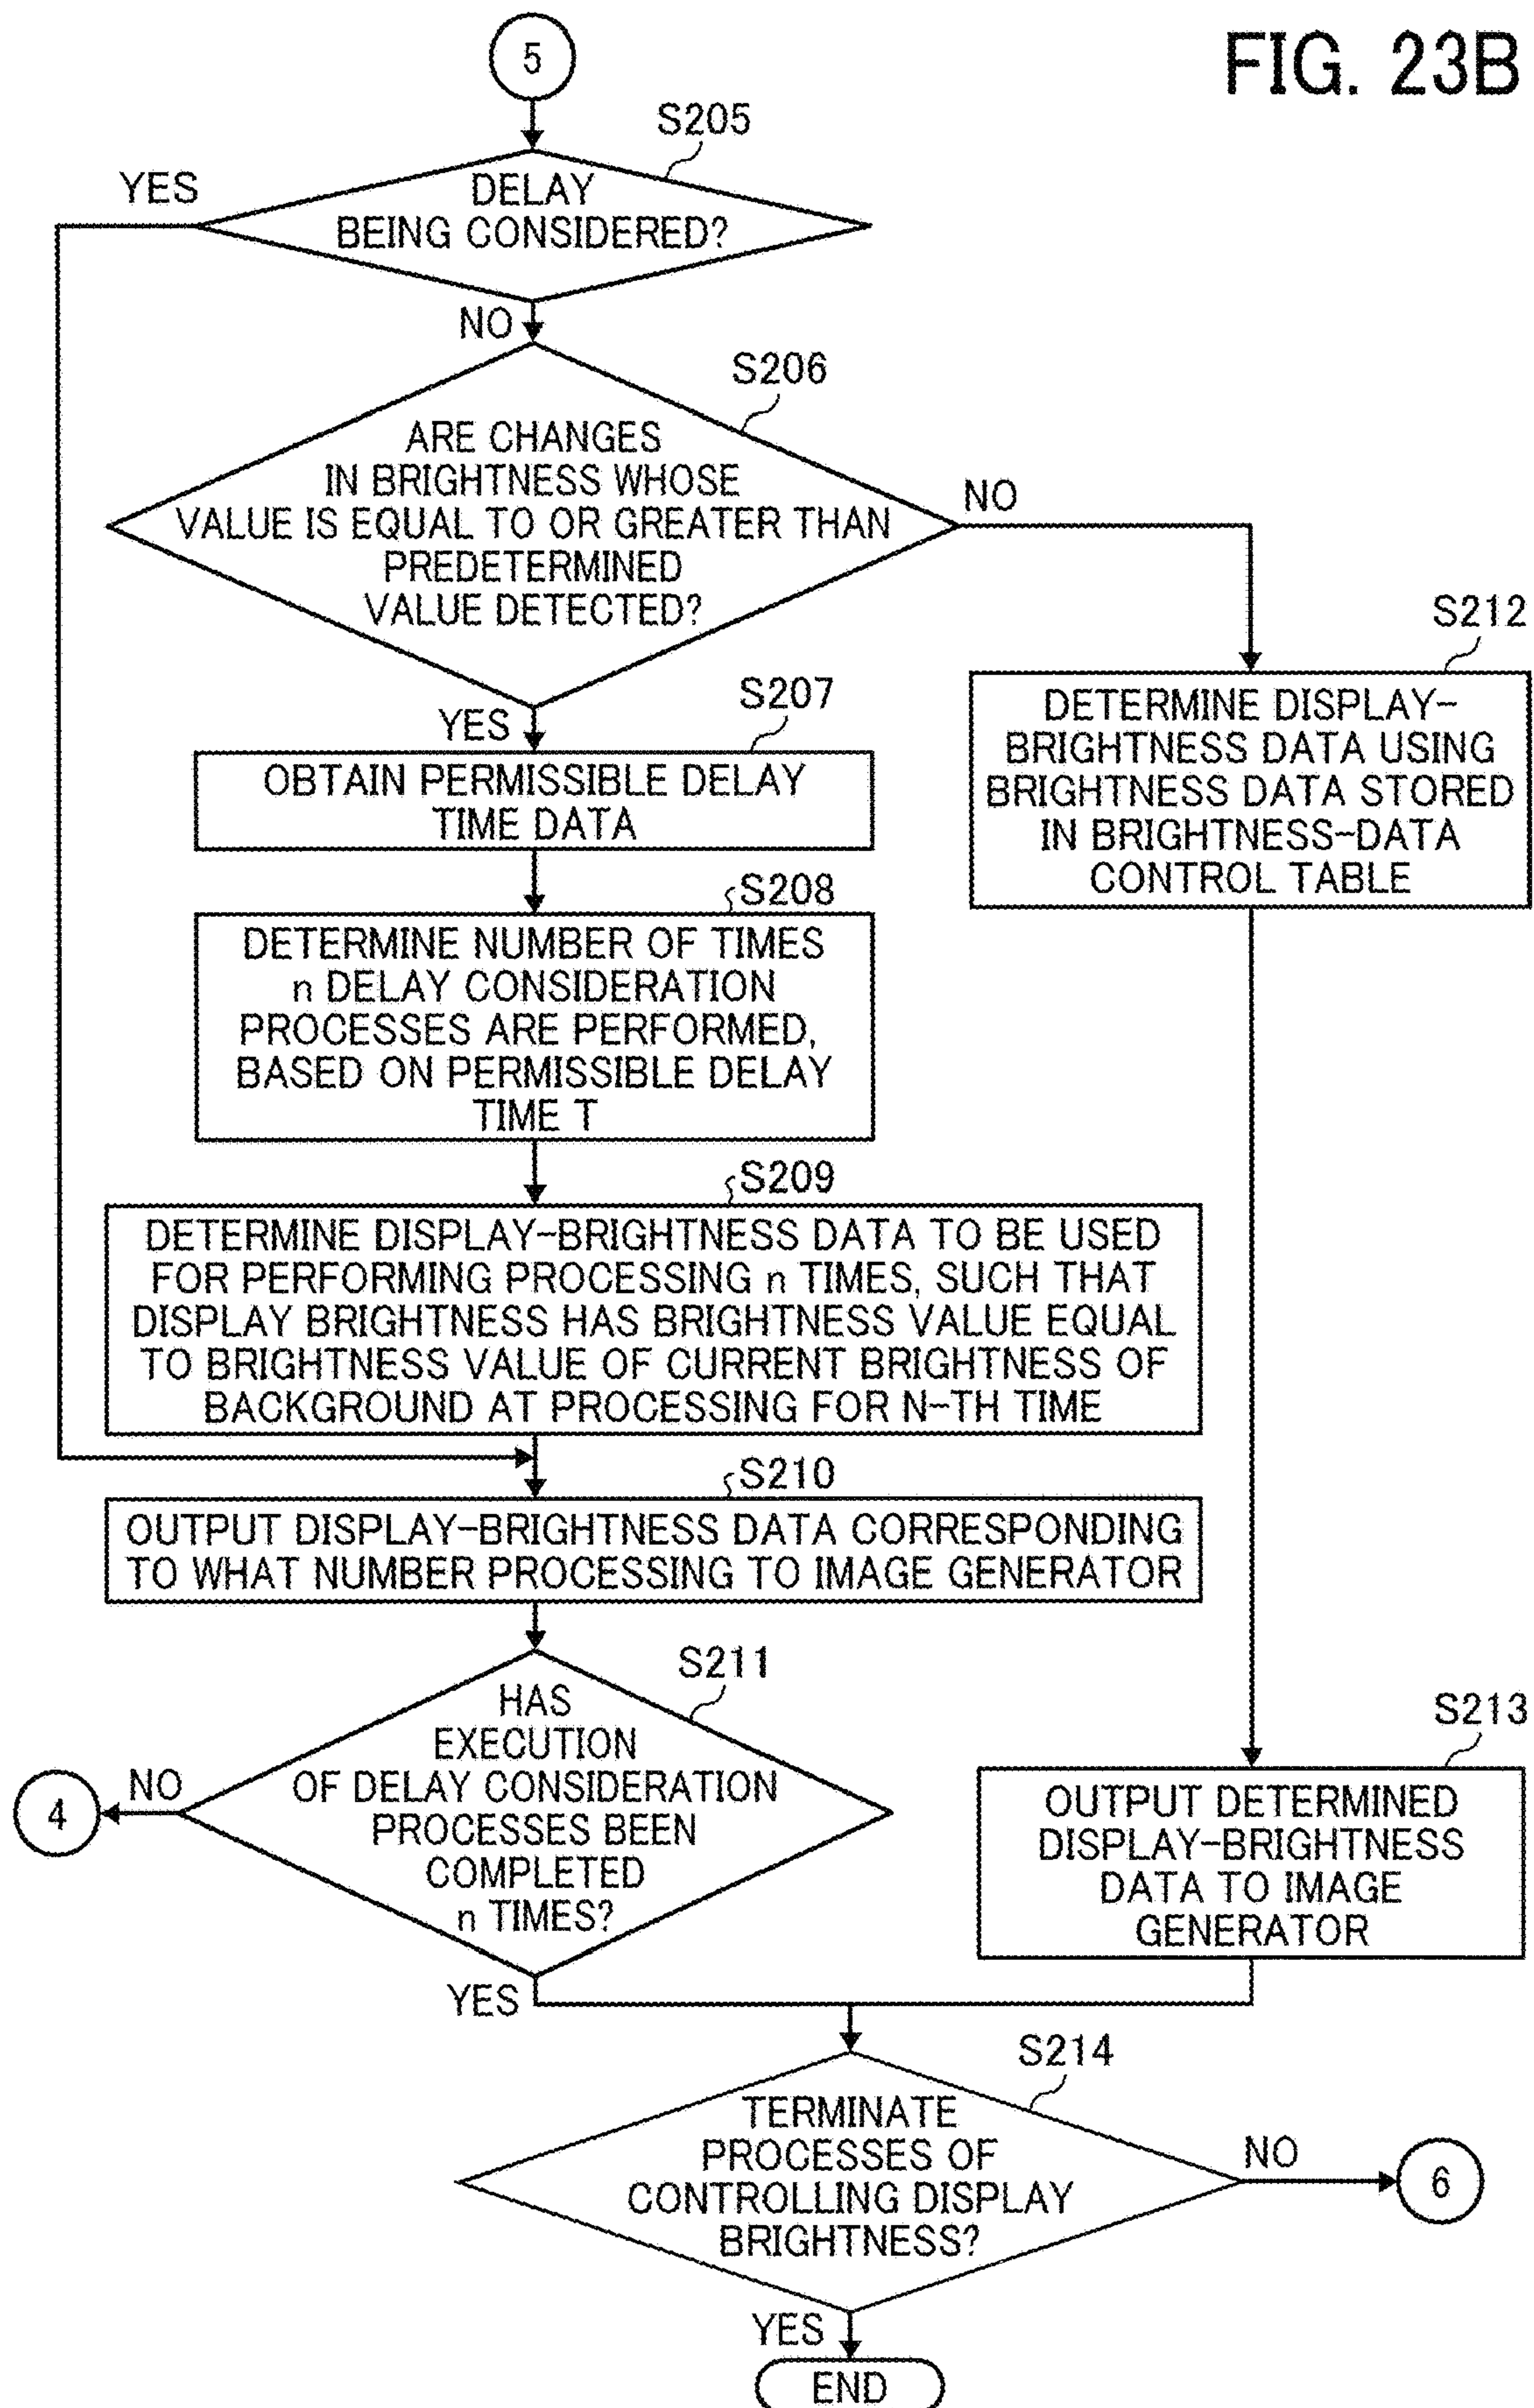 FIG. 23B
5
S205
YES
DELAY
BEING CONSIDERED?
NO
S206
ARE CHANGES
IN BRIGHTNESS WHOSE
VALUE IS EQUAL TO OR GREATER THAN
PREDETERMINED
VALUE DETECTED?
NO
YES
S207
OBTAIN PERMISSIBLE DELAY
TIME DATA
S212
DETERMINE DISPLAY-
BRIGHTNESS DATA USING
BRIGHTNESS DATA STORED
IN BRIGHTNESS-DATA
CONTROL TABLE
S208
DETERMINE NUMBER OF TIMES
n DELAY CONSIDERATION
PROCESSES ARE PERFORMED,
BASED ON PERMISSIBLE DELAY
TIME T
S209
DETERMINE DISPLAY-BRIGHTNESS DATA TO BE USED
FOR PERFORMING PROCESSING n TIMES, SUCH THAT
DISPLAY BRIGHTNESS HAS BRIGHTNESS VALUE EQUAL
TO BRIGHTNESS VALUE OF CURRENT BRIGHTNESS OF
BACKGROUND AT PROCESSING FOR N-TH TIME
S210
OUTPUT DISPLAY-BRIGHTNESS DATA CORRESPONDING
TO WHAT NUMBER PROCESSING TO IMAGE GENERATOR
S211
HAS
EXECUTION
OF DELAY CONSIDERATION
PROCESSES BEEN
COMPLETED
n TIMES?
NO
4
YES
S213
OUTPUT DETERMINED
DISPLAY-BRIGHTNESS
DATA TO IMAGE
GENERATOR
S214
TERMINATE
PROCESSES OF
CONTROLLING DISPLAY
BRIGHTNESS?
NO
6
YES
END